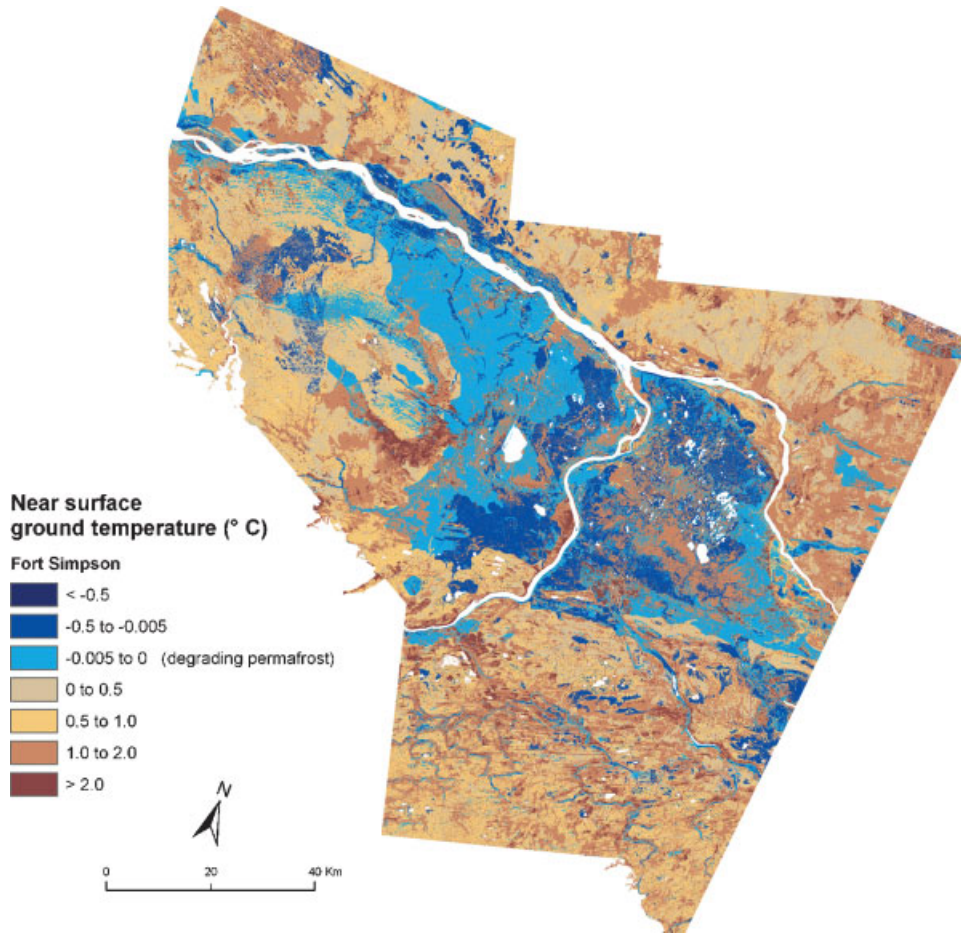 Near surface
ground temperature (° C)
Fort Simpson
< -0.5
-0.5 to -0.005
-0.005 to 0 (degrading permafrost)
0 to 0.5
0.5 to 1.0
1.0 to 2.0
> 2.0
N
0 20 40 Km